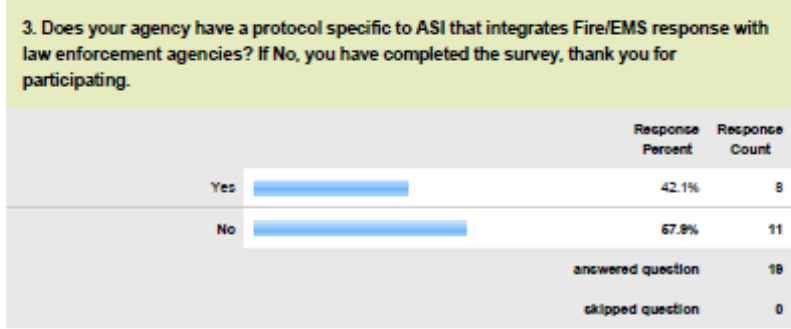 3. Does your agency have a protocol specific to ASI that integrates Fire/EMS response with
law enforcement agencies? If No, you have completed the survey, thank you for
participating.
Response Response
Percent Count
Yes 42.1% 8
No 57.9% 11
answered question 19
skipped question 0